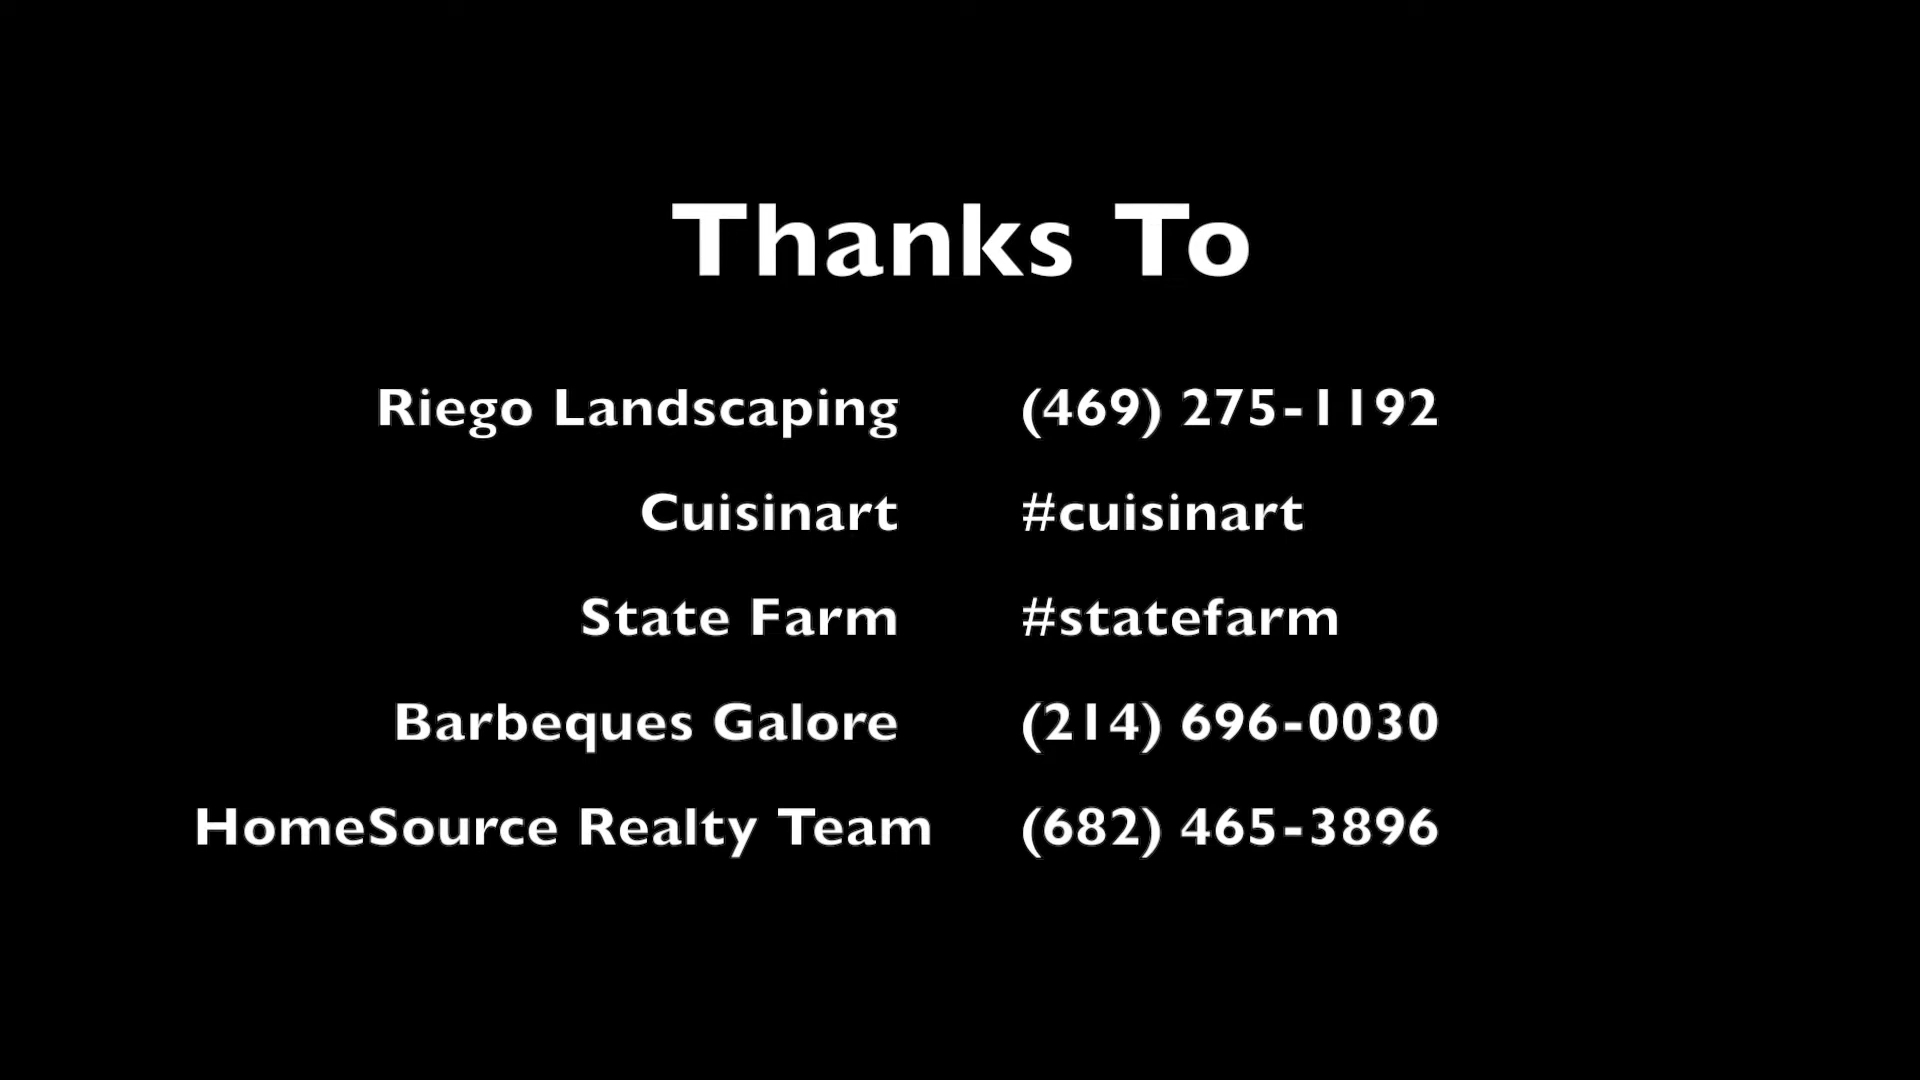 Thanks To
Riego Landscaping (469) 275-1192
Cuisinart #cuisinart
State Farm #statefarm
Barbeques Galore (214) 696-0030
HomeSource Realty Team (682) 465-3896